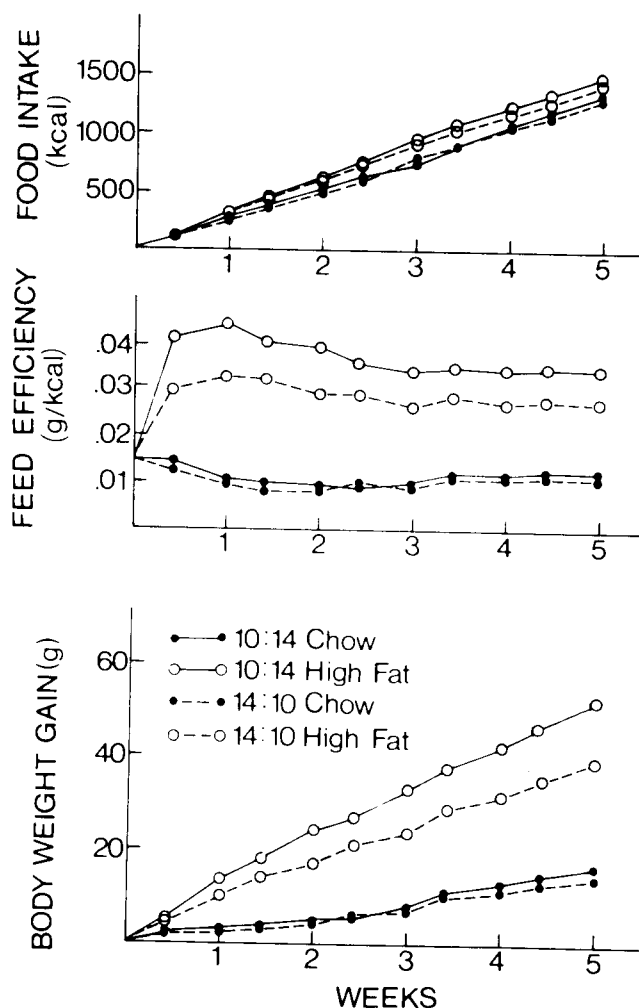 FOOD INTAKE
(kcal)
1500
1000
500
1 2 3 4 5
FEED EFFICIENCY
(g/kcal)
.04
.03
.02
.01
1 2 3 4 5
BODY WEIGHT GAIN(g)
60
40
20
10:14 Chow
10:14 High Fat
14:10 Chow
14:10 High Fat
1 2 3 4 5
WEEKS